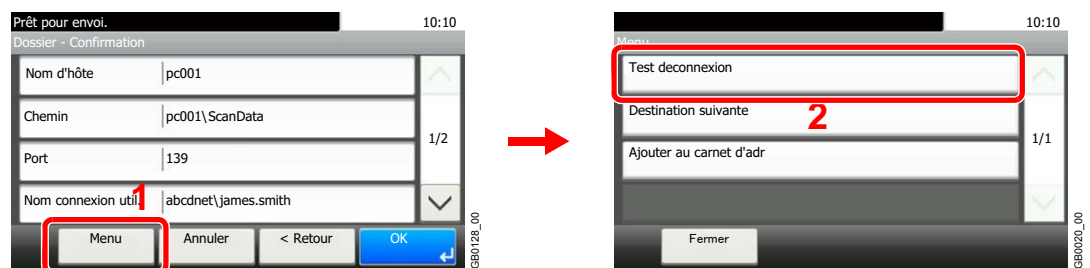 Prêt pour envoi. 10:10
Dossier - Confirmation
Nom d'hôte pc001
Chemin pc001\ScanData
1/2
Port 139
Nom connexion util. abcdnet\james.smith
1
Menu Annuler < Retour OK
GB0128_00
10:10
Menu
Test deconnexion
Destination suivante
2
1/1
Ajouter au carnet d'adr
Fermer
GB0020_00